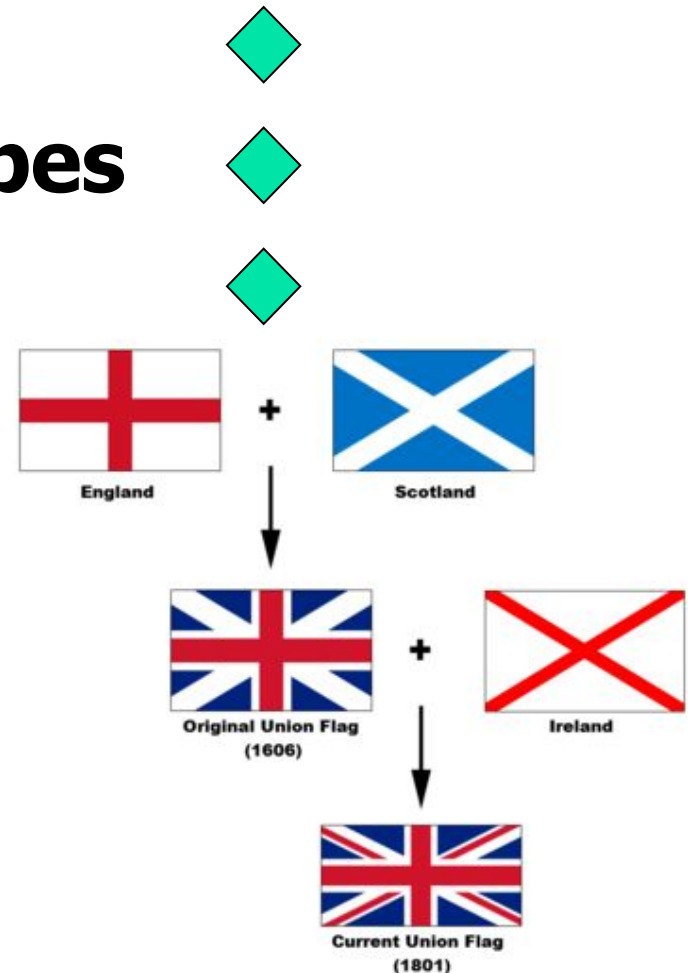 pes
+
England
Scotland
+
Original Union Flag
(1606)
Ireland
Current Union Flag
(1801)